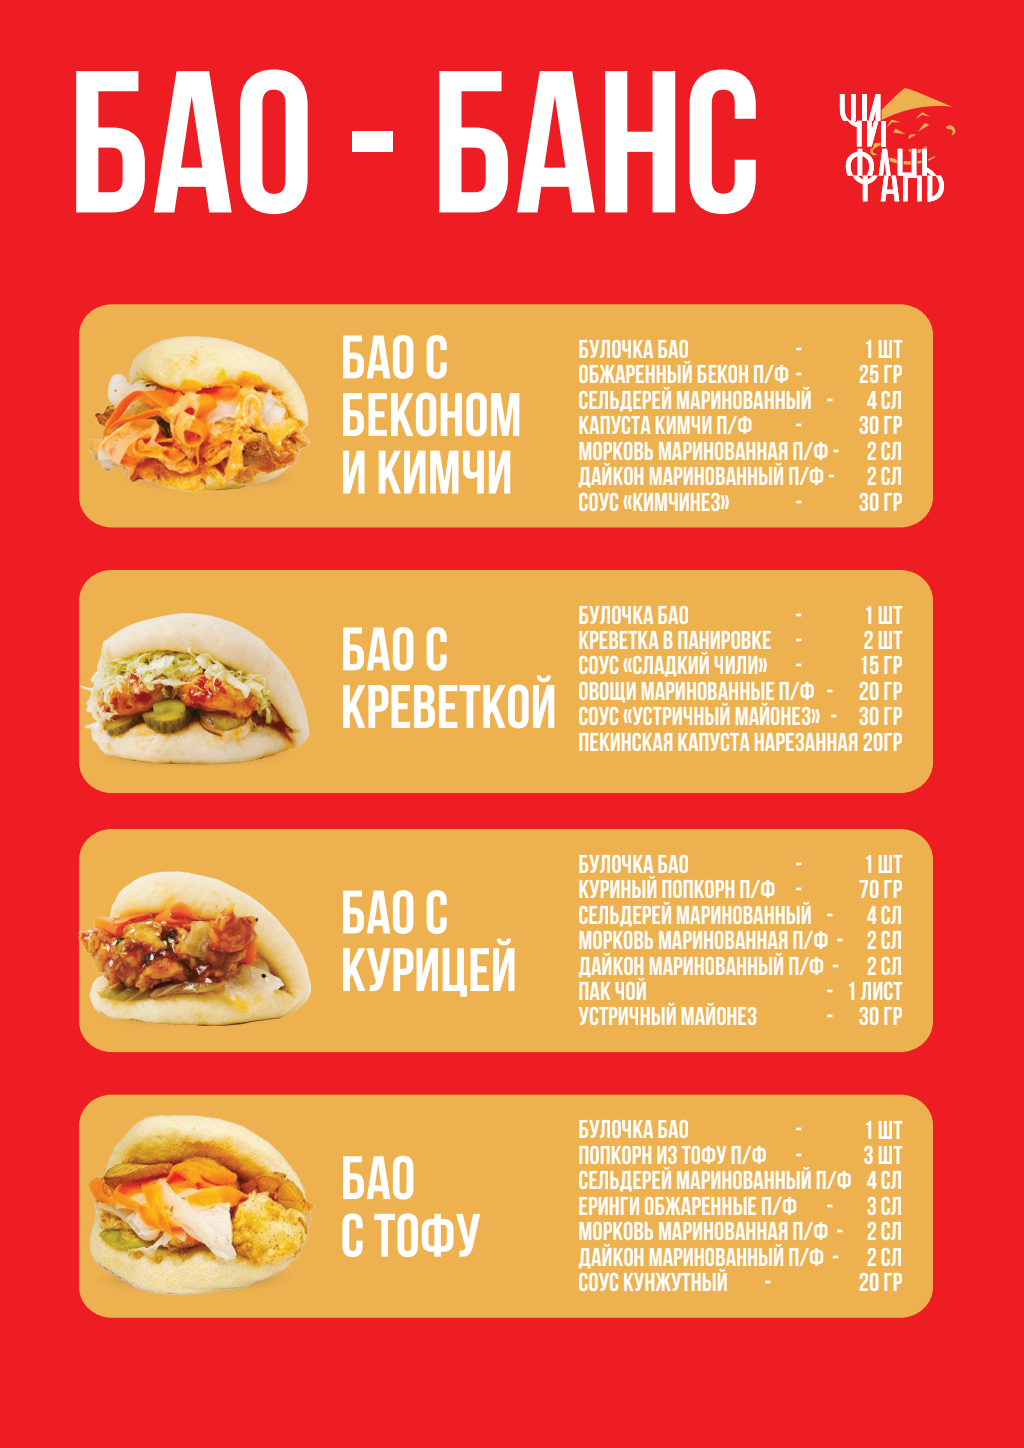 БАО - БАНС
ЧИ
ФАНЬ
БАО С
БЕКОНОМ
И КИМЧИ
БУЛОЧКА БАО - 1 ШТ
ОБЖАРЕННЫЙ БЕКОН П/Ф - 25 ГР
СЕЛЬДЕРЕЙ МАРИНОВАННЫЙ - 4 СЛ
КАПУСТА КИМЧИ П/Ф - 30 ГР
МОРКОВЬ МАРИНОВАННАЯ П/Ф - 2 СЛ
ДАЙКОН МАРИНОВАННЫЙ П/Ф - 2 СЛ
СОУС «КИМЧИНЕЗ» - 30 ГР
БАО С
КРЕВЕТКОЙ
БУЛОЧКА БАО - 1 ШТ
КРЕВЕТКА В ПАНИРОВКЕ - 2 ШТ
СОУС «СЛАДКИЙ ЧИЛИ» - 15 ГР
ОВОЩИ МАРИНОВАННЫЕ П/Ф - 20 ГР
СОУС «УСТРИЧНЫЙ МАЙОНЕЗ» - 30 ГР
ПЕКИНСКАЯ КАПУСТА НАРЕЗАННАЯ 20ГР
БАО С
КУРИЦЕЙ
БУЛОЧКА БАО - 1 ШТ
КУРИНЫЙ ПОПКОРН П/Ф - 70 ГР
СЕЛЬДЕРЕЙ МАРИНОВАННЫЙ - 4 СЛ
МОРКОВЬ МАРИНОВАННАЯ П/Ф - 2 СЛ
ДАЙКОН МАРИНОВАННЫЙ П/Ф - 2 СЛ
ПАК ЧОЙ - 1 ЛИСТ
УСТРИЧНЫЙ МАЙОНЕЗ - 30 ГР
БАО
С ТОФУ
БУЛОЧКА БАО - 1 ШТ
ПОПКОРН ИЗ ТОФУ П/Ф - 3 ШТ
СЕЛЬДЕРЕЙ МАРИНОВАННЫЙ П/Ф 4 СЛ
ЕРИНГИ ОБЖАРЕННЫЕ П/Ф - 3 СЛ
МОРКОВЬ МАРИНОВАННАЯ П/Ф - 2 СЛ
ДАЙКОН МАРИНОВАННЫЙ П/Ф - 2 СЛ
СОУС КУНЖУТНЫЙ - 20 ГР